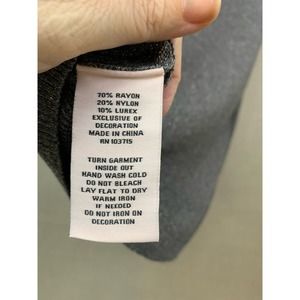 70% RAYON
20% NYLON
10% LUREX
EXCLUSIVE OF
DECORATION
MADE IN CHINA
RN 103715
TURN GARMENT
INSIDE OUT
HAND WASH COLD
DO NOT BLEACH
LAY FLAT TO DRY
WARM IRON
IF NEEDED
DO NOT IRON ON
DECORATION